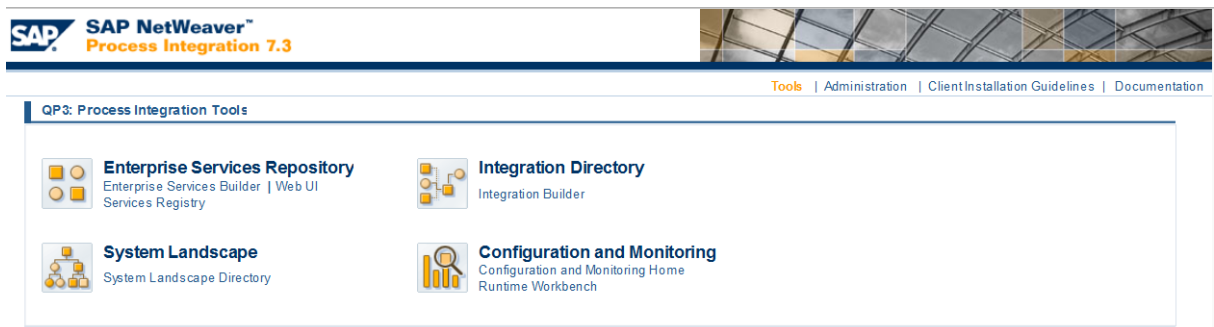 SAP
SAP NetWeaver™
Process Integration 7.3
Tools | Administration | Client Installation Guidelines | Documentation
QP3: Process Integration Tools
Enterprise Services Repository
Enterprise Services Builder | Web UI
Services Registry
Integration Directory
Integration Builder
System Landscape
System Landscape Directory
Configuration and Monitoring
Configuration and Monitoring Home
Runtime Workbench